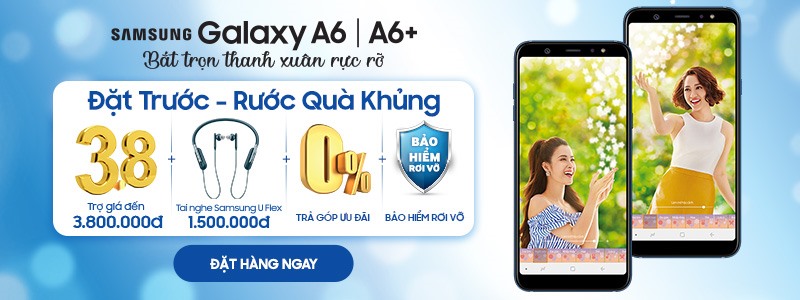 SAMSUNG Galaxy A6 | A6+
Bắt trọn thanh xuân rực rỡ
Đặt Trước - Rước Quà Khủng
3.8 + + 0% + BẢO HIỂM RƠI VỠ
Trợ giá đến
3.800.000đ
Tai nghe Samsung U Flex
1.500.000đ
TRẢ GÓP ƯU ĐÃI
BẢO HIỂM RƠI VỠ
ĐẶT HÀNG NGAY